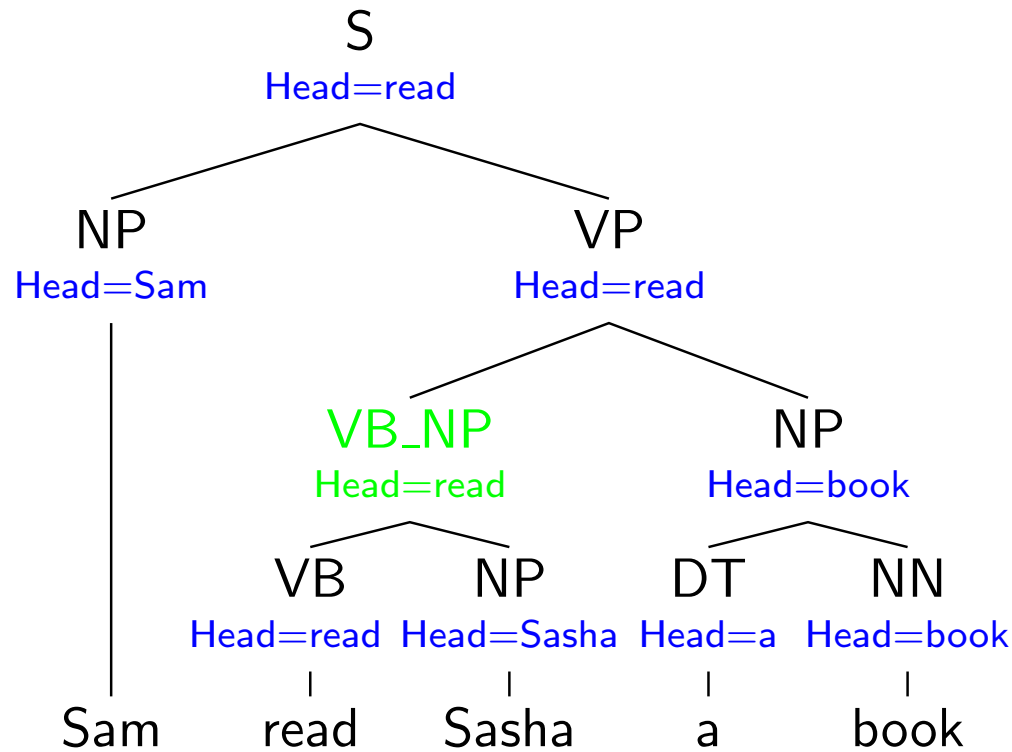 S
Head=read
NP VP
Head=Sam Head=read
VB_NP NP
Head=read Head=book
VB NP DT NN
Head=read Head=Sasha Head=a Head=book
Sam read Sasha a book